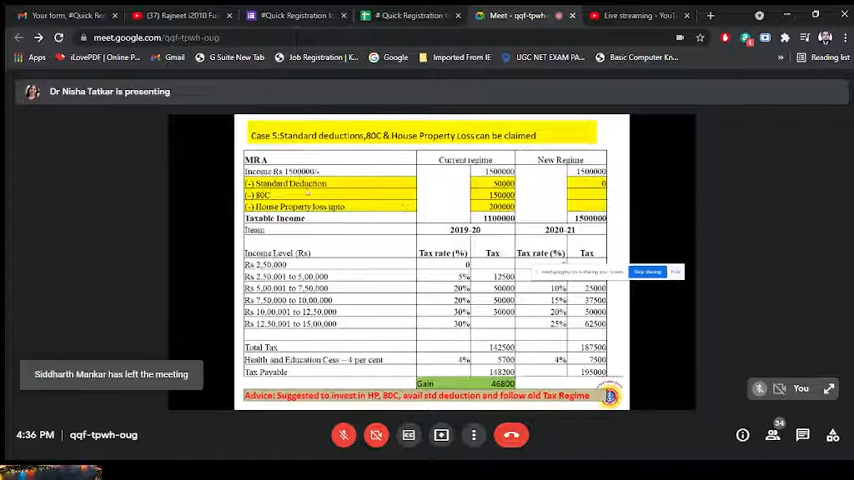 Gmail - Your form, #
(37) Rajneet i2010 Full
#Quick Registration fo
# Quick Registration f
Meet - qqf-tpwh-
Live streaming - YouT
meet.google.com/qqf-tpwh-oug
iLovePDF | Online P...
Gmail
G Suite New Tab
Job Registration | K...
Google
Imported From IE
UGC NET EXAM PA...
Basic Computer Kn...
Reading list
Dr Nisha Tatkar is presenting
Case 5:Standard deductions,80C & House Property Loss can be claimed
MRA Current regime New Regime
Income Rs 1500000/- 1500000 1500000
(-) Standard Deduction 50000 0
(-) 80C 150000
(-) House Property loss upto 200000
Taxable Income 1100000 1500000
Iteam 2019-20 2020-21
Income Level (Rs) Tax rate (%) Tax Tax rate (%) Tax
Rs 2,50,000 0
Rs 2,50,001 to 5,00,000 5% 12500
Rs 5,00,001 to 7,50,000 20% 50000 10% 25000
Rs 7,50,000 to 10,00,000 20% 50000 15% 37500
Rs 10,00,001 to 12,50,000 30% 30000 20% 50000
Rs 12,50,001 to 15,00,000 30% 25% 62500
Total Tax 142500 187500
Health and Education Cess – 4 per cent 4% 5700 4% 7500
Tax Payable 148200 195000
Gain 46800
Advice: Suggested to invest in HP, 80C, avail std deduction and follow old Tax Regime
Stop sharing
Hide
Siddharth Mankar has left the meeting
You
4:36 PM
qqf-tpwh-oug
34